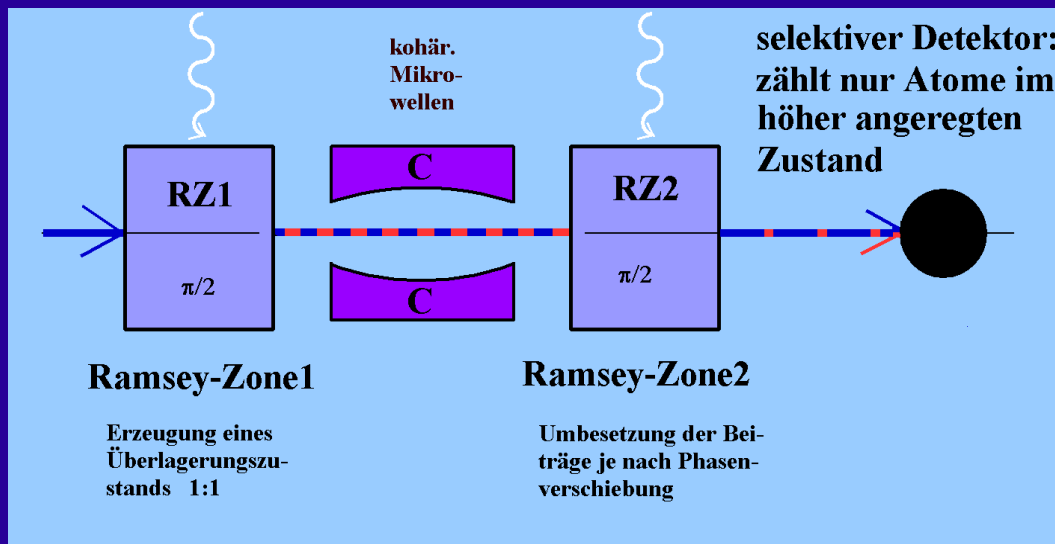 kohär.
Mikro-
wellen
selektiver Detektor:
zählt nur Atome im
höher angeregten
Zustand
RZ1
π/2
C
C
RZ2
π/2
Ramsey-Zone1
Erzeugung eines
Überlagerungszu-
stands 1:1
Ramsey-Zone2
Umbesetzung der Bei-
träge je nach Phasen-
verschiebung